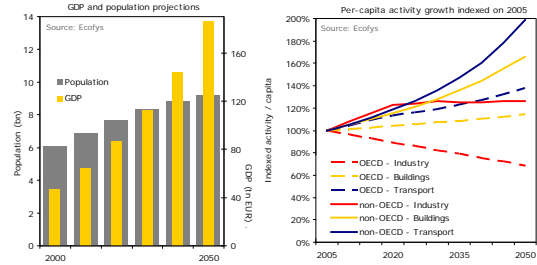 GDP and population projections
Source: Ecofys
Population
GDP
Population (bn)
14
12
10
8
6
4
2
0
160
120
80
40
0
GDP (tn EUR) .
2000
2050
Per-capita activity growth indexed on 2005
Source: Ecofys
Indexed activity / capita
200%
180%
160%
140%
120%
100%
80%
60%
40%
20%
0%
OECD - Industry
OECD - Buildings
OECD - Transport
non-OECD - Industry
non-OECD - Buildings
non-OECD - Transport
2005
2020
2035
2050